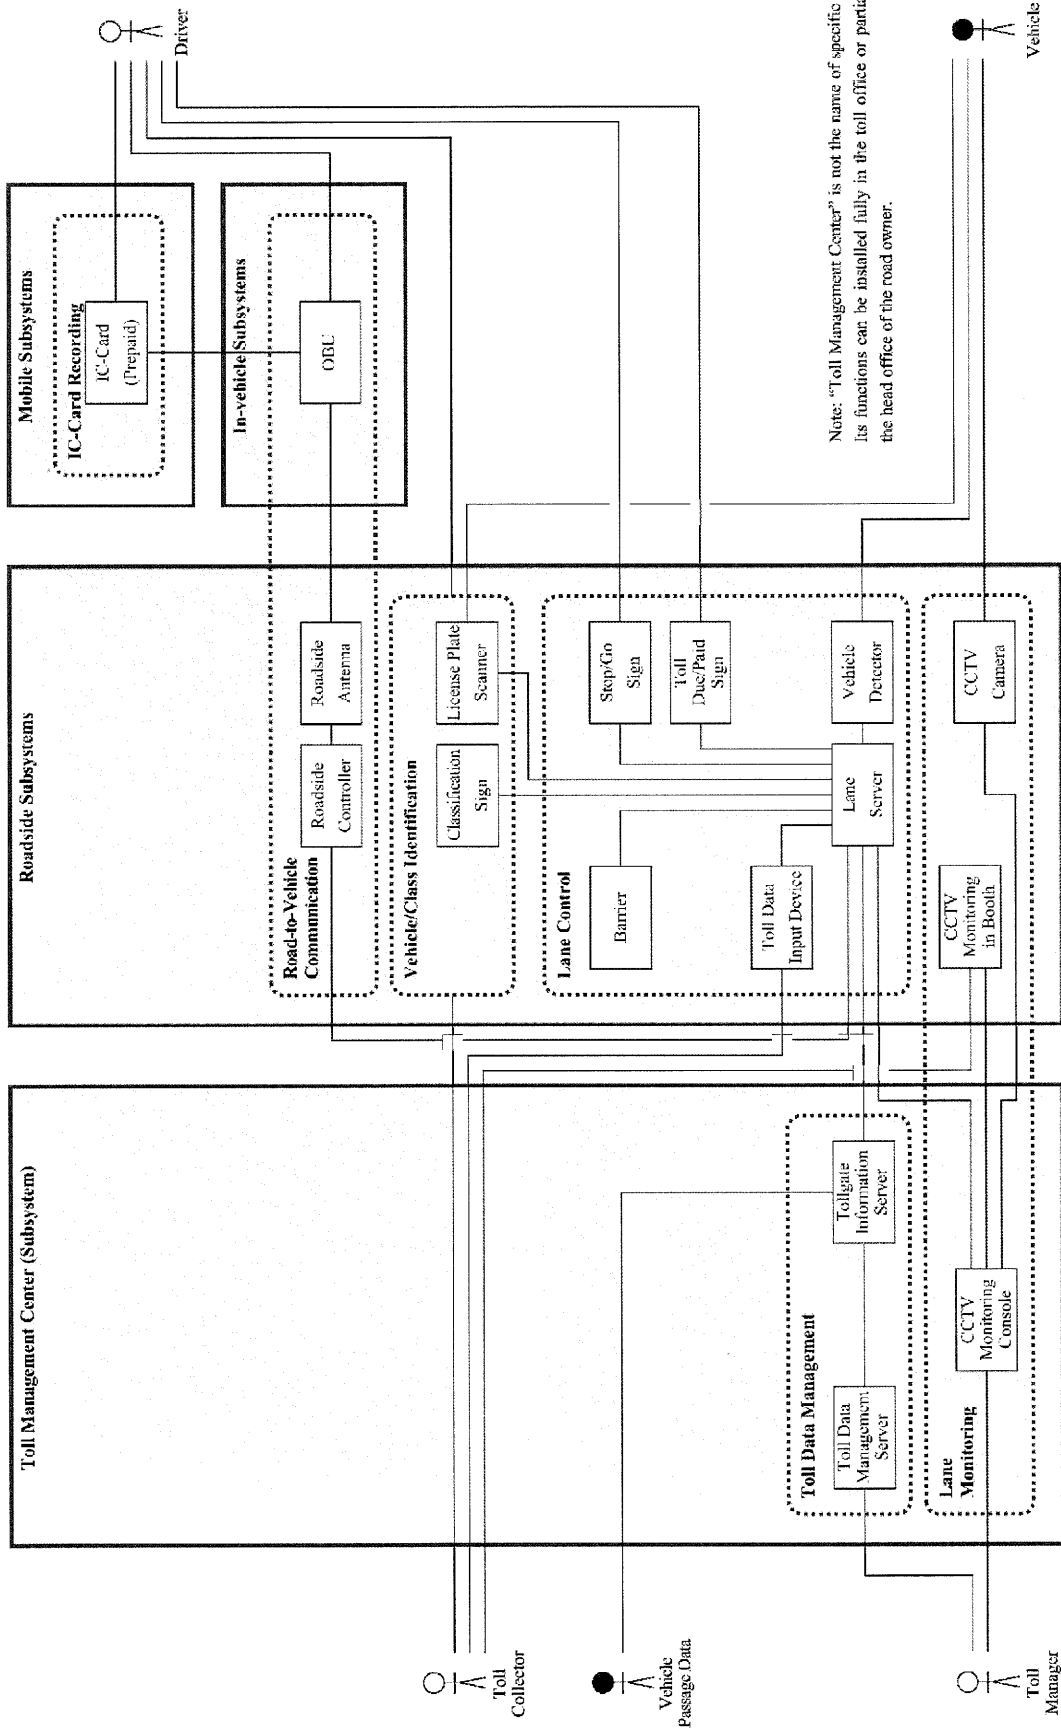 Toll Management Center (Subsystem)
Roadside Subsystems
Mobile Subsystems
IC-Card Recording
IC-Card
(Prepaid)
In-vehicle Subsystems
OBU
Driver
Road-to-Vehicle
Communication
Roadside
Controller
Roadside
Antenna
Vehicle/Class Identification
Classification
Sign
License Plate
Scanner
Lane Control
Barrier
Stop/Go
Sign
Toll
Due/Paid
Sign
Toll Data
Input Device
Lane
Server
Vehicle
Detector
Toll
Collector
Vehicle
Passage Data
Toll Data Management
Toll Data
Management
Server
Tollgate
Information
Server
Lane
Monitoring
CCTV
Monitoring
Console
CCTV
Monitoring
in Booth
CCTV
Camera
Toll
Manager
Vehicle
Note: "Toll Management Center" is not the name of specific
Its functions can be installed fully in the toll office or
the head office of the road owner.